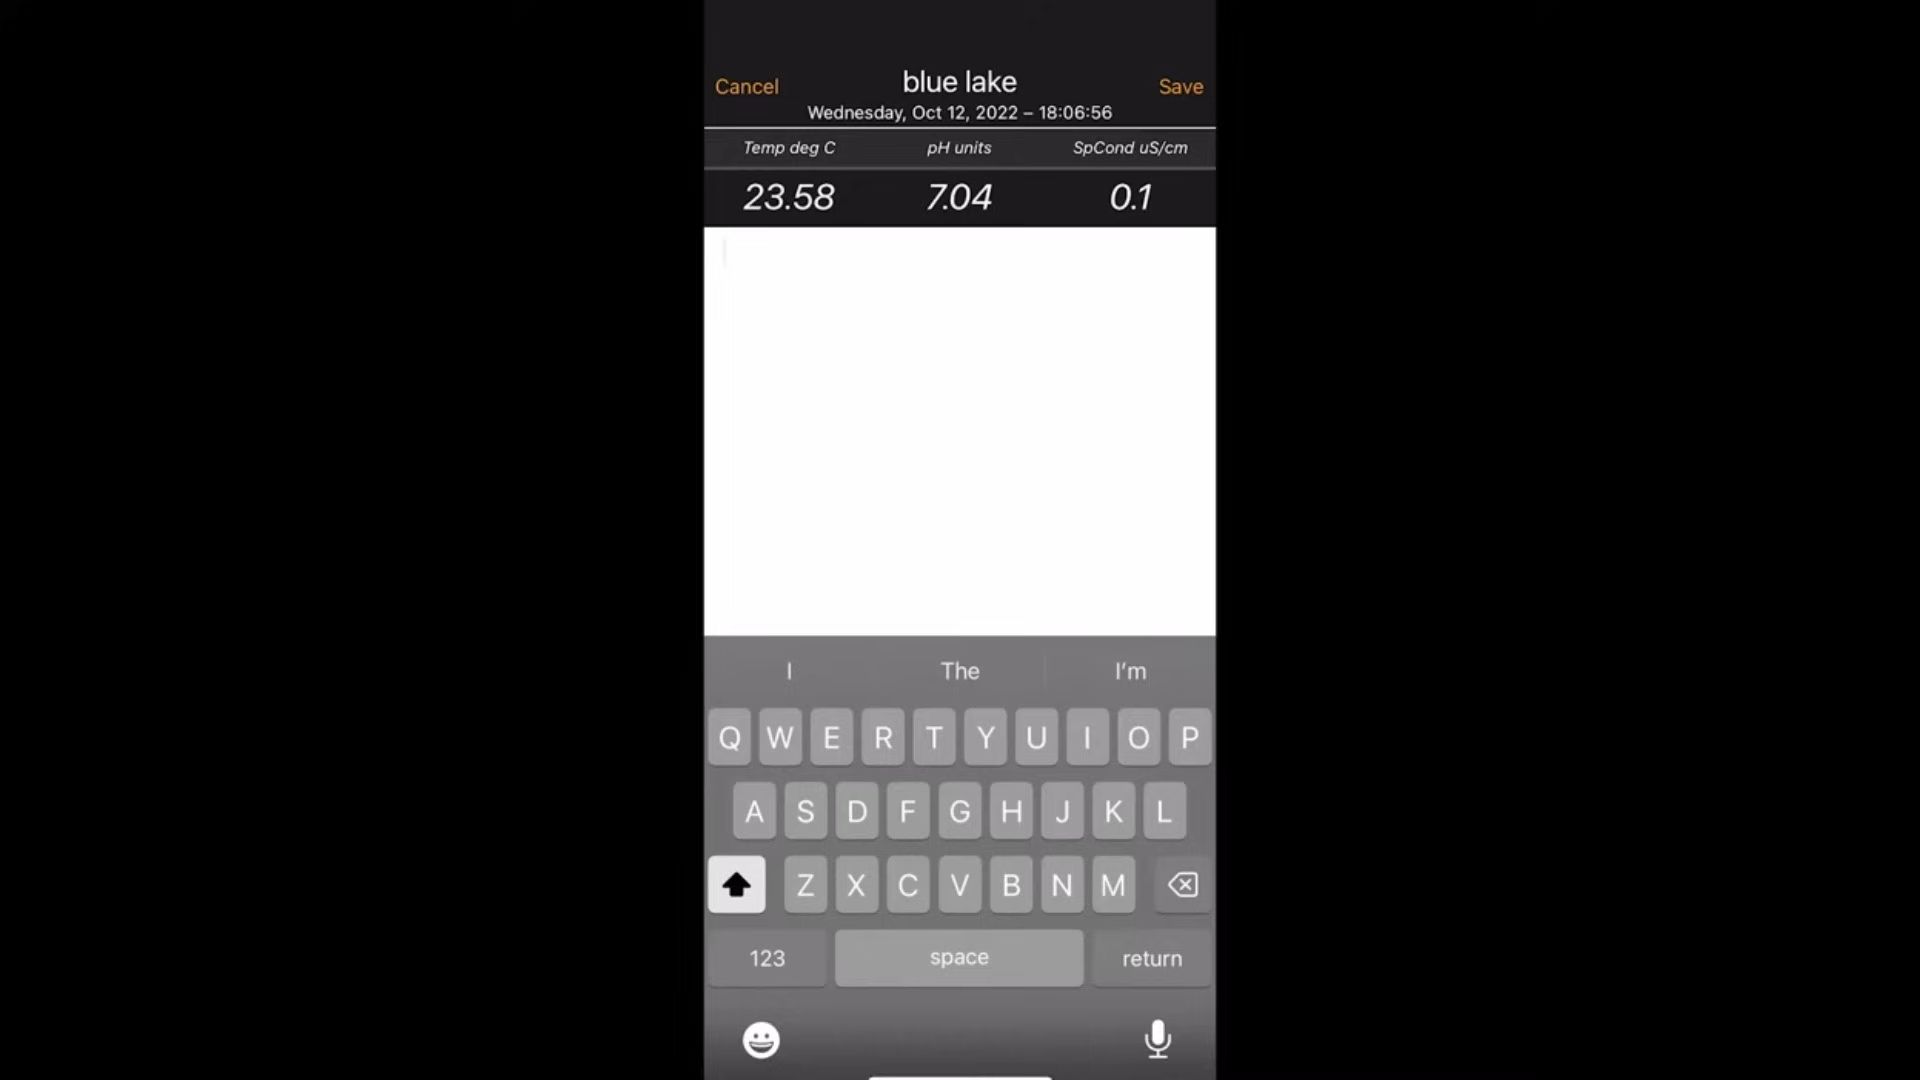 Cancel
blue lake
Save
Wednesday, Oct 12, 2022 – 18:06:56
Temp deg C pH units SpCond uS/cm
23.58 7.04 0.1
I The I'm
Q W E R T Y U I O P
A S D F G H J K L
Z X C V B N M
123 space return